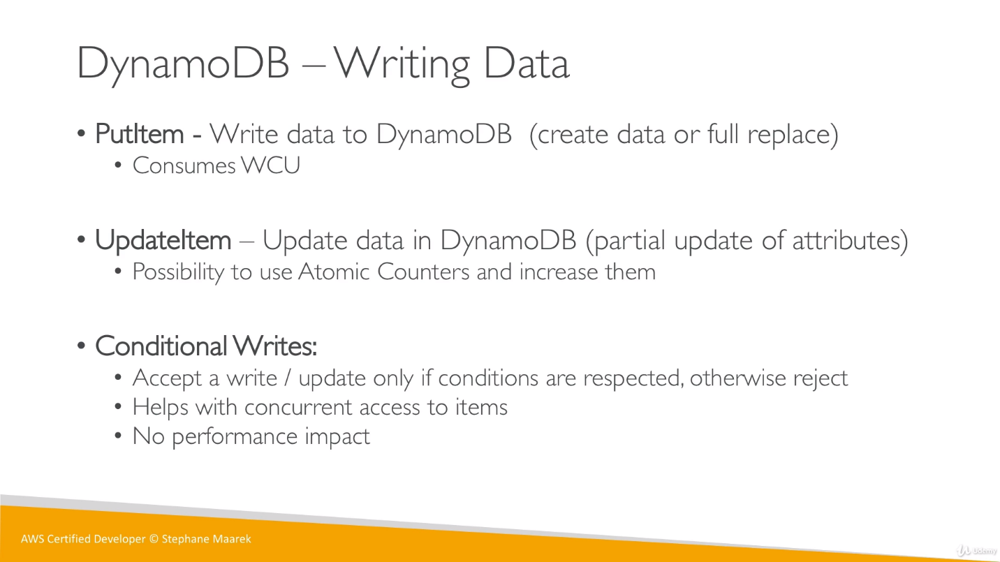 DynamoDB – Writing Data
• PutItem - Write data to DynamoDB (create data or full replace)
• Consumes WCU
• UpdateItem – Update data in DynamoDB (partial update of attributes)
• Possibility to use Atomic Counters and increase them
• Conditional Writes:
• Accept a write / update only if conditions are respected, otherwise reject
• Helps with concurrent access to items
• No performance impact
AWS Certified Developer © Stephane Maarek
Udemy